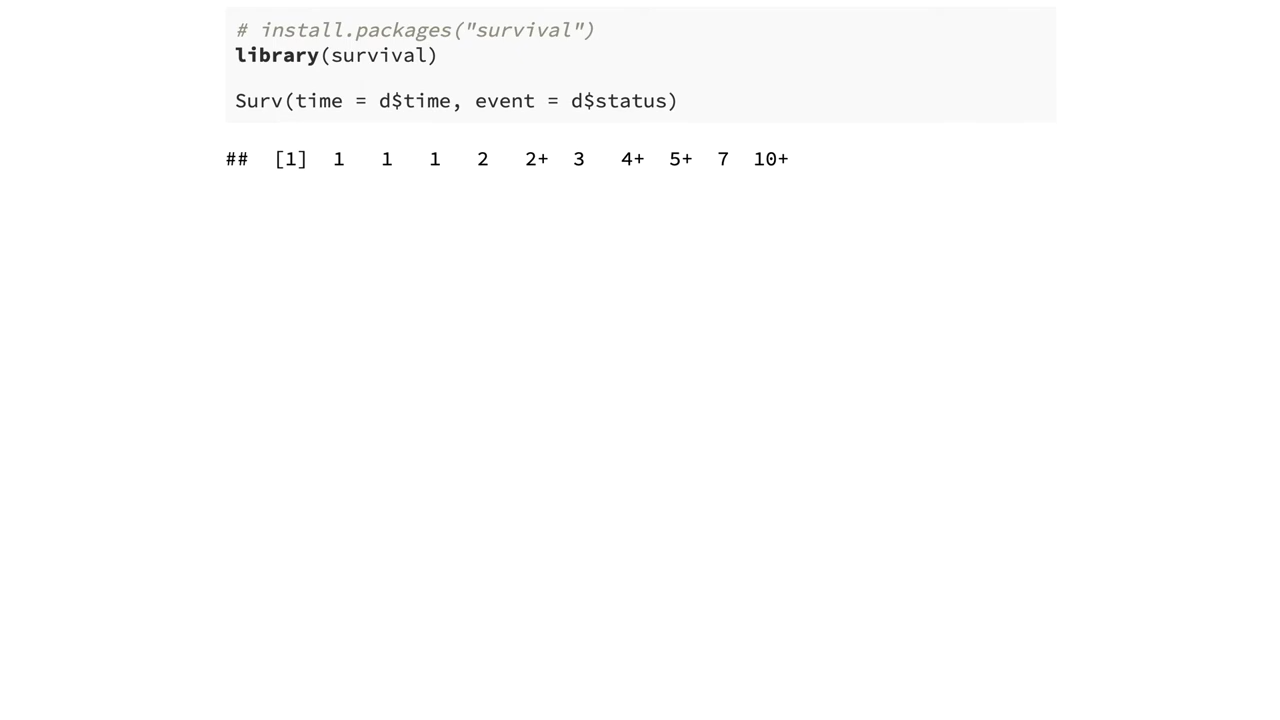 # install.packages("survival")
library(survival)
Surv(time = d$time, event = d$status)
##  [1]  1   1   1   2   2+  3   4+  5+  7  10+